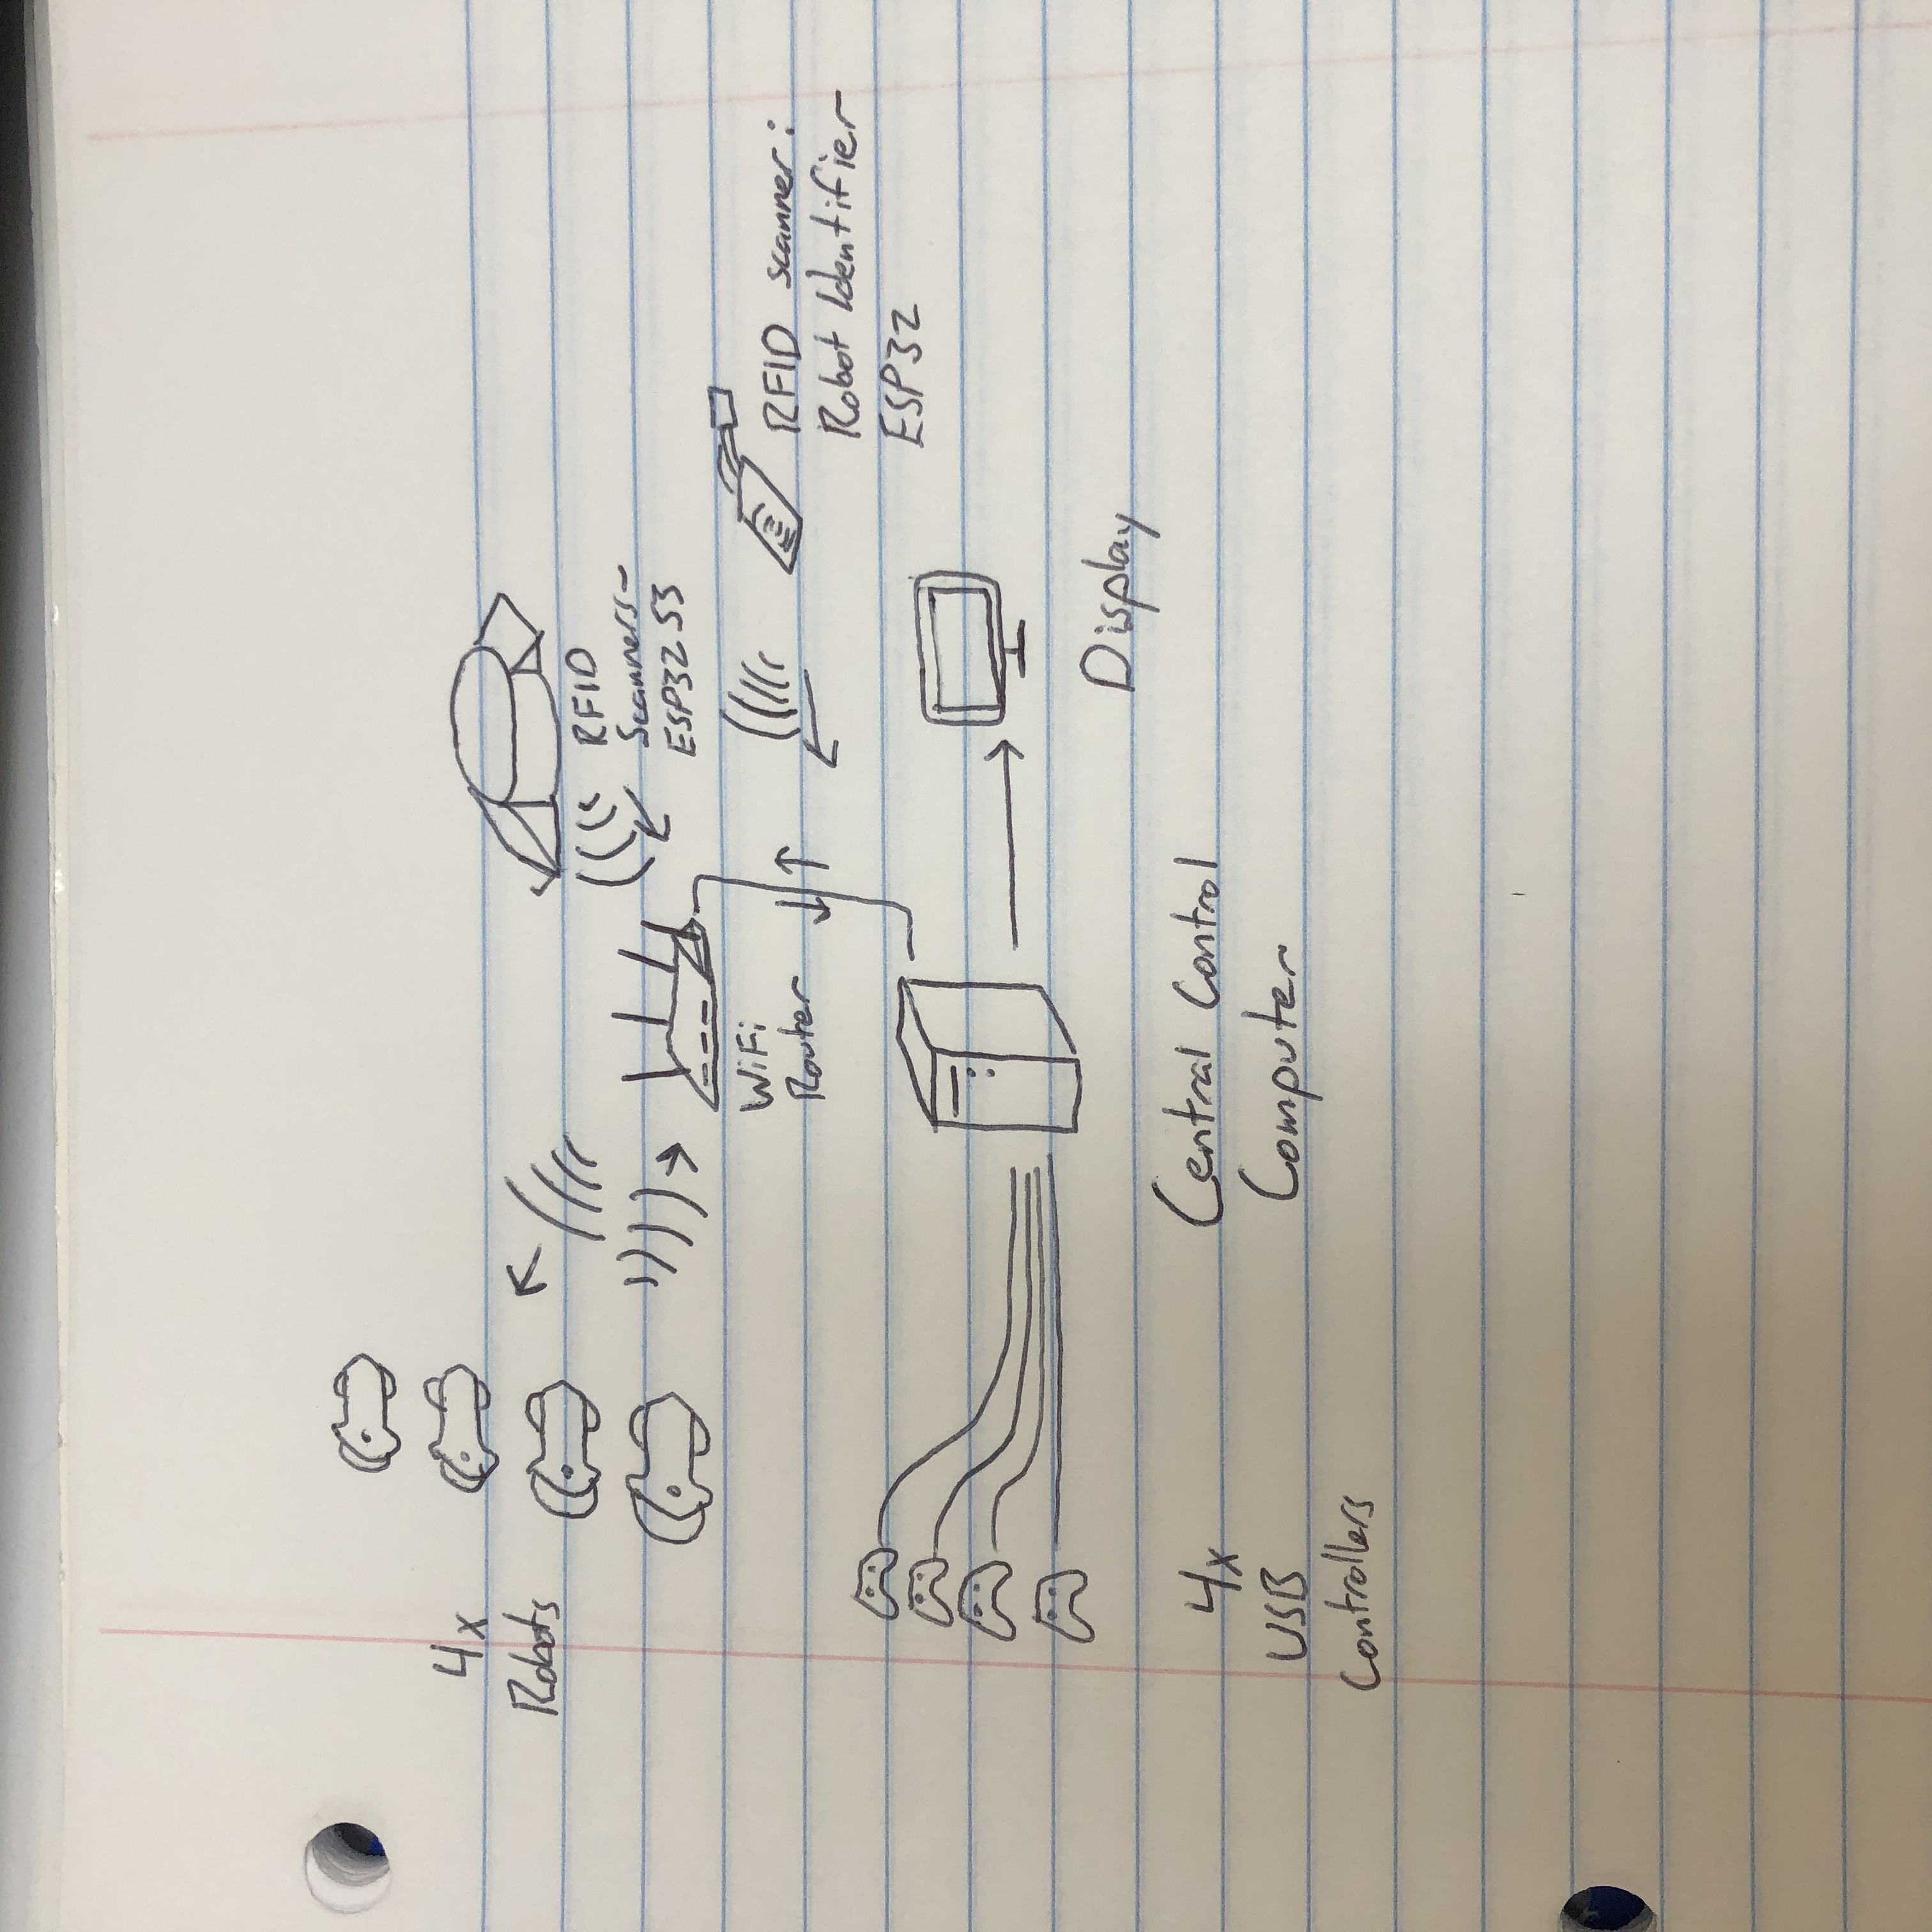 4x
Robots
RFID
Scanners-
ESP32 S3
WiFi
Router
RFID scanner:
Robot Identifier
ESP32
Display
4x
USB
Controllers
Central Control
Computer